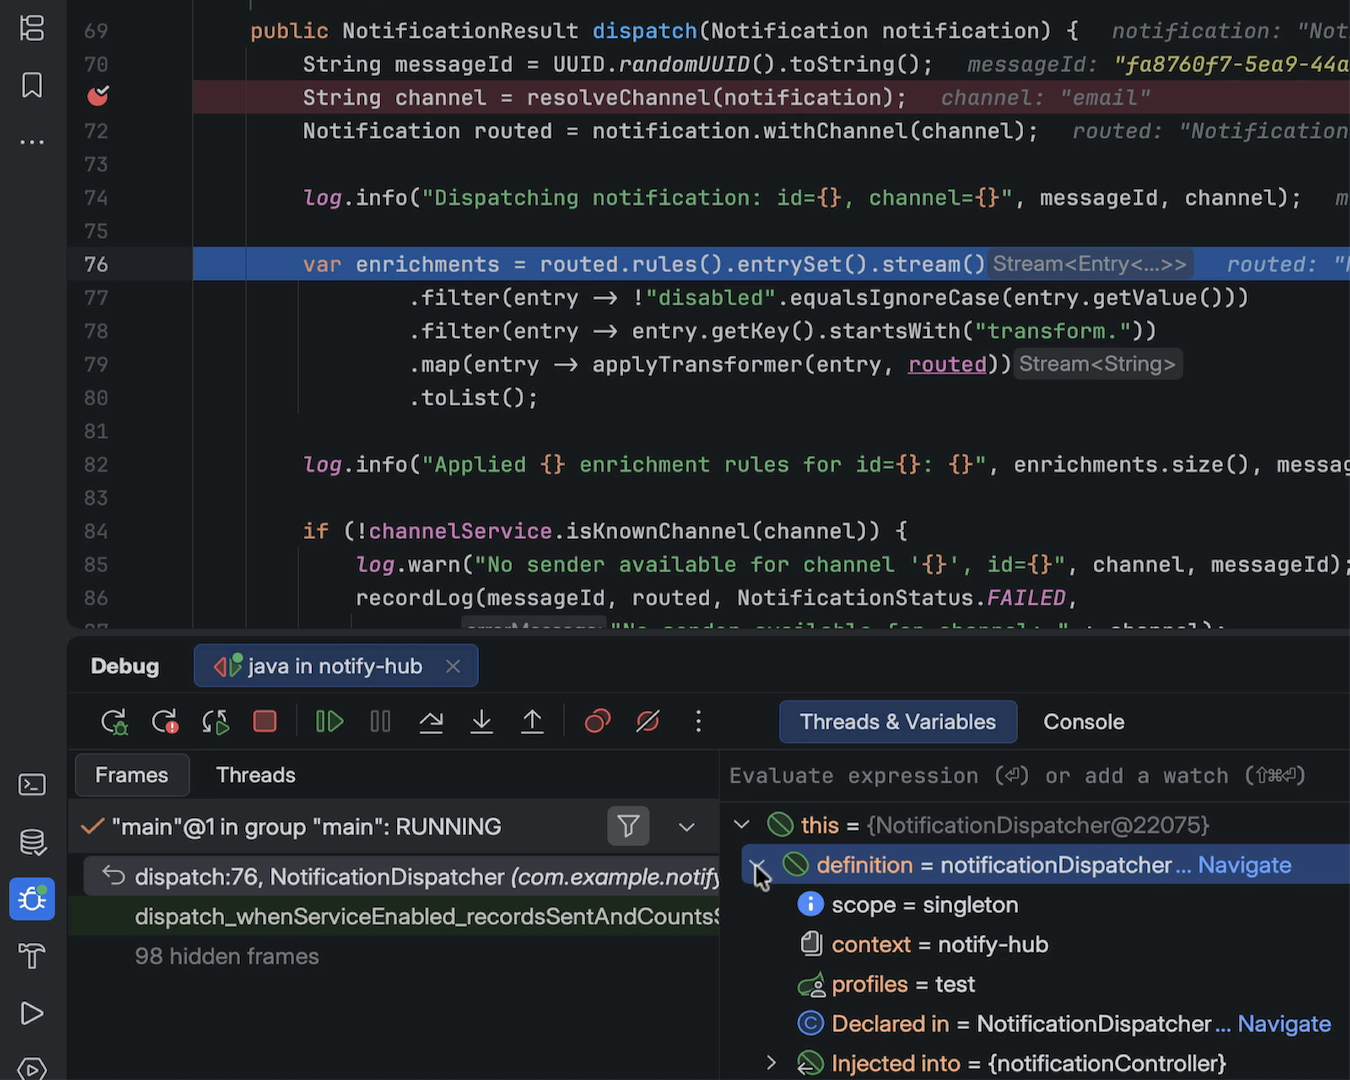 69 public NotificationResult dispatch(Notification notification) { notification: "Not
70 String messageId = UUID.randomUUID().toString(); messageId: "fa8760f7-5ea9-44a
String channel = resolveChannel(notification); channel: "email"
72 Notification routed = notification.withChannel(channel); routed: "Notification
73
74 log.info("Dispatching notification: id={}, channel={}", messageId, channel); m
75
76 var enrichments = routed.rules().entrySet().stream() Stream<Entry<...>> routed: "
77 .filter(entry → !"disabled".equalsIgnoreCase(entry.getValue()))
78 .filter(entry → entry.getKey().startsWith("transform."))
79 .map(entry → applyTransformer(entry, routed)) Stream<String>
80 .toList();
81
82 log.info("Applied {} enrichment rules for id={}: {}", enrichments.size(), messag
83
84 if (!channelService.isKnownChannel(channel)) {
85 log.warn("No sender available for channel '{}', id={}", channel, messageId);
86 recordLog(messageId, routed, NotificationStatus.FAILED,
Debug java in notify-hub
Threads & Variables Console
Frames Threads
Evaluate expression (⏎) or add a watch (⇧⌘⏎)
"main"@1 in group "main": RUNNING
dispatch:76, NotificationDispatcher (com.example.notify
dispatch_whenServiceEnabled_recordsSentAndCountsS
98 hidden frames
this = {NotificationDispatcher@22075}
definition = notificationDispatcher ... Navigate
scope = singleton
context = notify-hub
profiles = test
Declared in = NotificationDispatcher ... Navigate
Injected into = {notificationController}